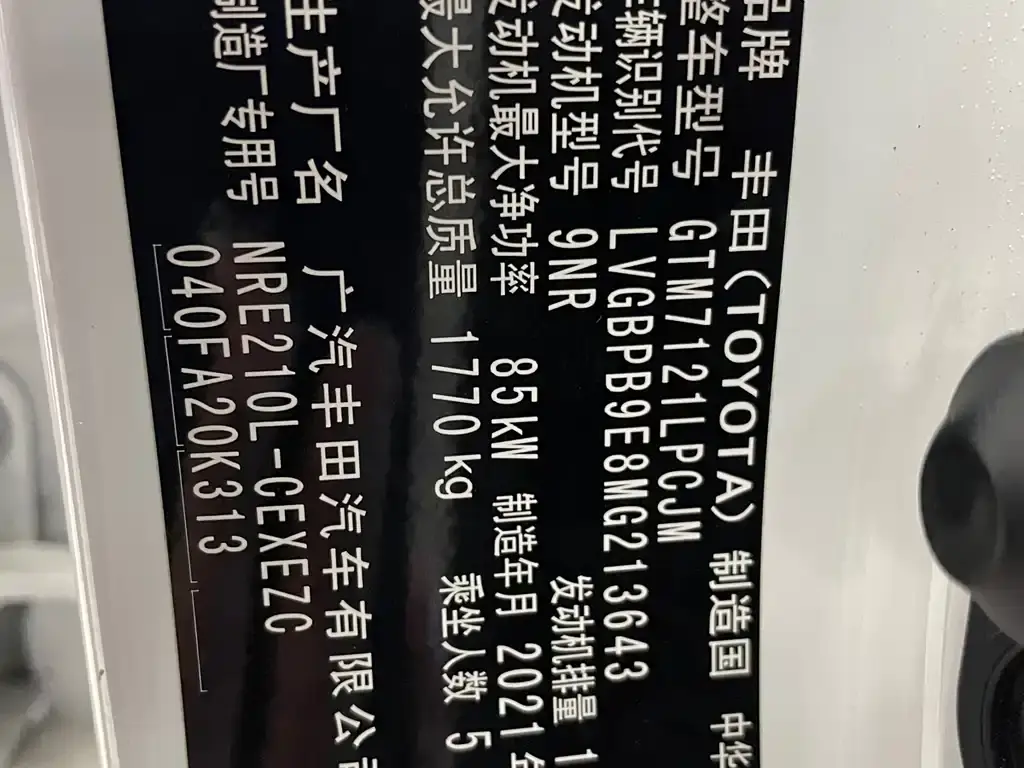 品牌 丰田(TOYOTA) 制造国 中华
整车型号 GTM7121LPCJM
车辆识别代号 LVGBPB9E8MG213643
发动机型号 9NR 发动机排量 1
发动机最大净功率 85kW 制造年月 2021
最大允许总质量 1770kg 乘坐人数 5
生产厂名 广汽丰田汽车有限公司
制造厂专用号 NRE210L-CEXEZC
040FA20K313